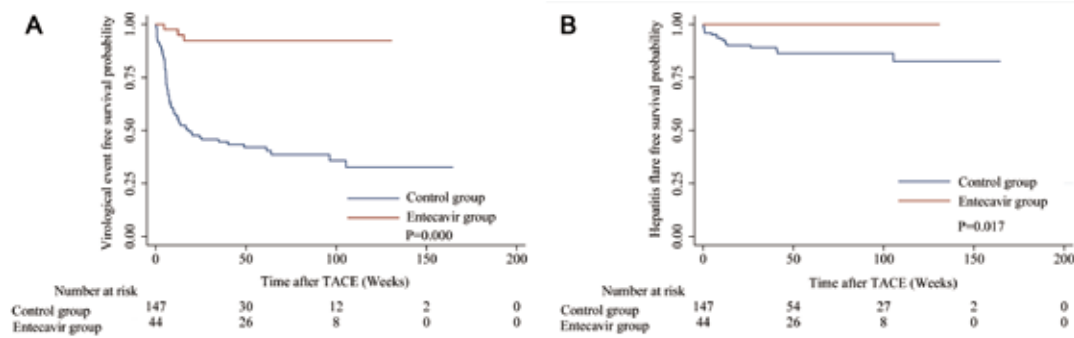 A
Virological event free survival probability
1.00
0.75
0.50
0.25
0.00
Control group
Entecavir group
P=0.000
0 50 100 150 200
Time after TACE (Weeks)
Number at risk
Control group 147 30 12 2 0
Entecavir group 44 26 8 0 0
B
Hepatitis flare free survival probability
1.00
0.75
0.50
0.25
0.00
Control group
Entecavir group
P=0.017
0 50 100 150 200
Time after TACE (Weeks)
Number at risk
Control group 147 54 27 2 0
Entecavir group 44 26 8 0 0